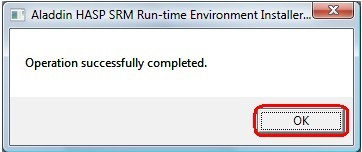 Aladdin HASP SRM Run-time Environment Installer...
Operation successfully completed.
OK